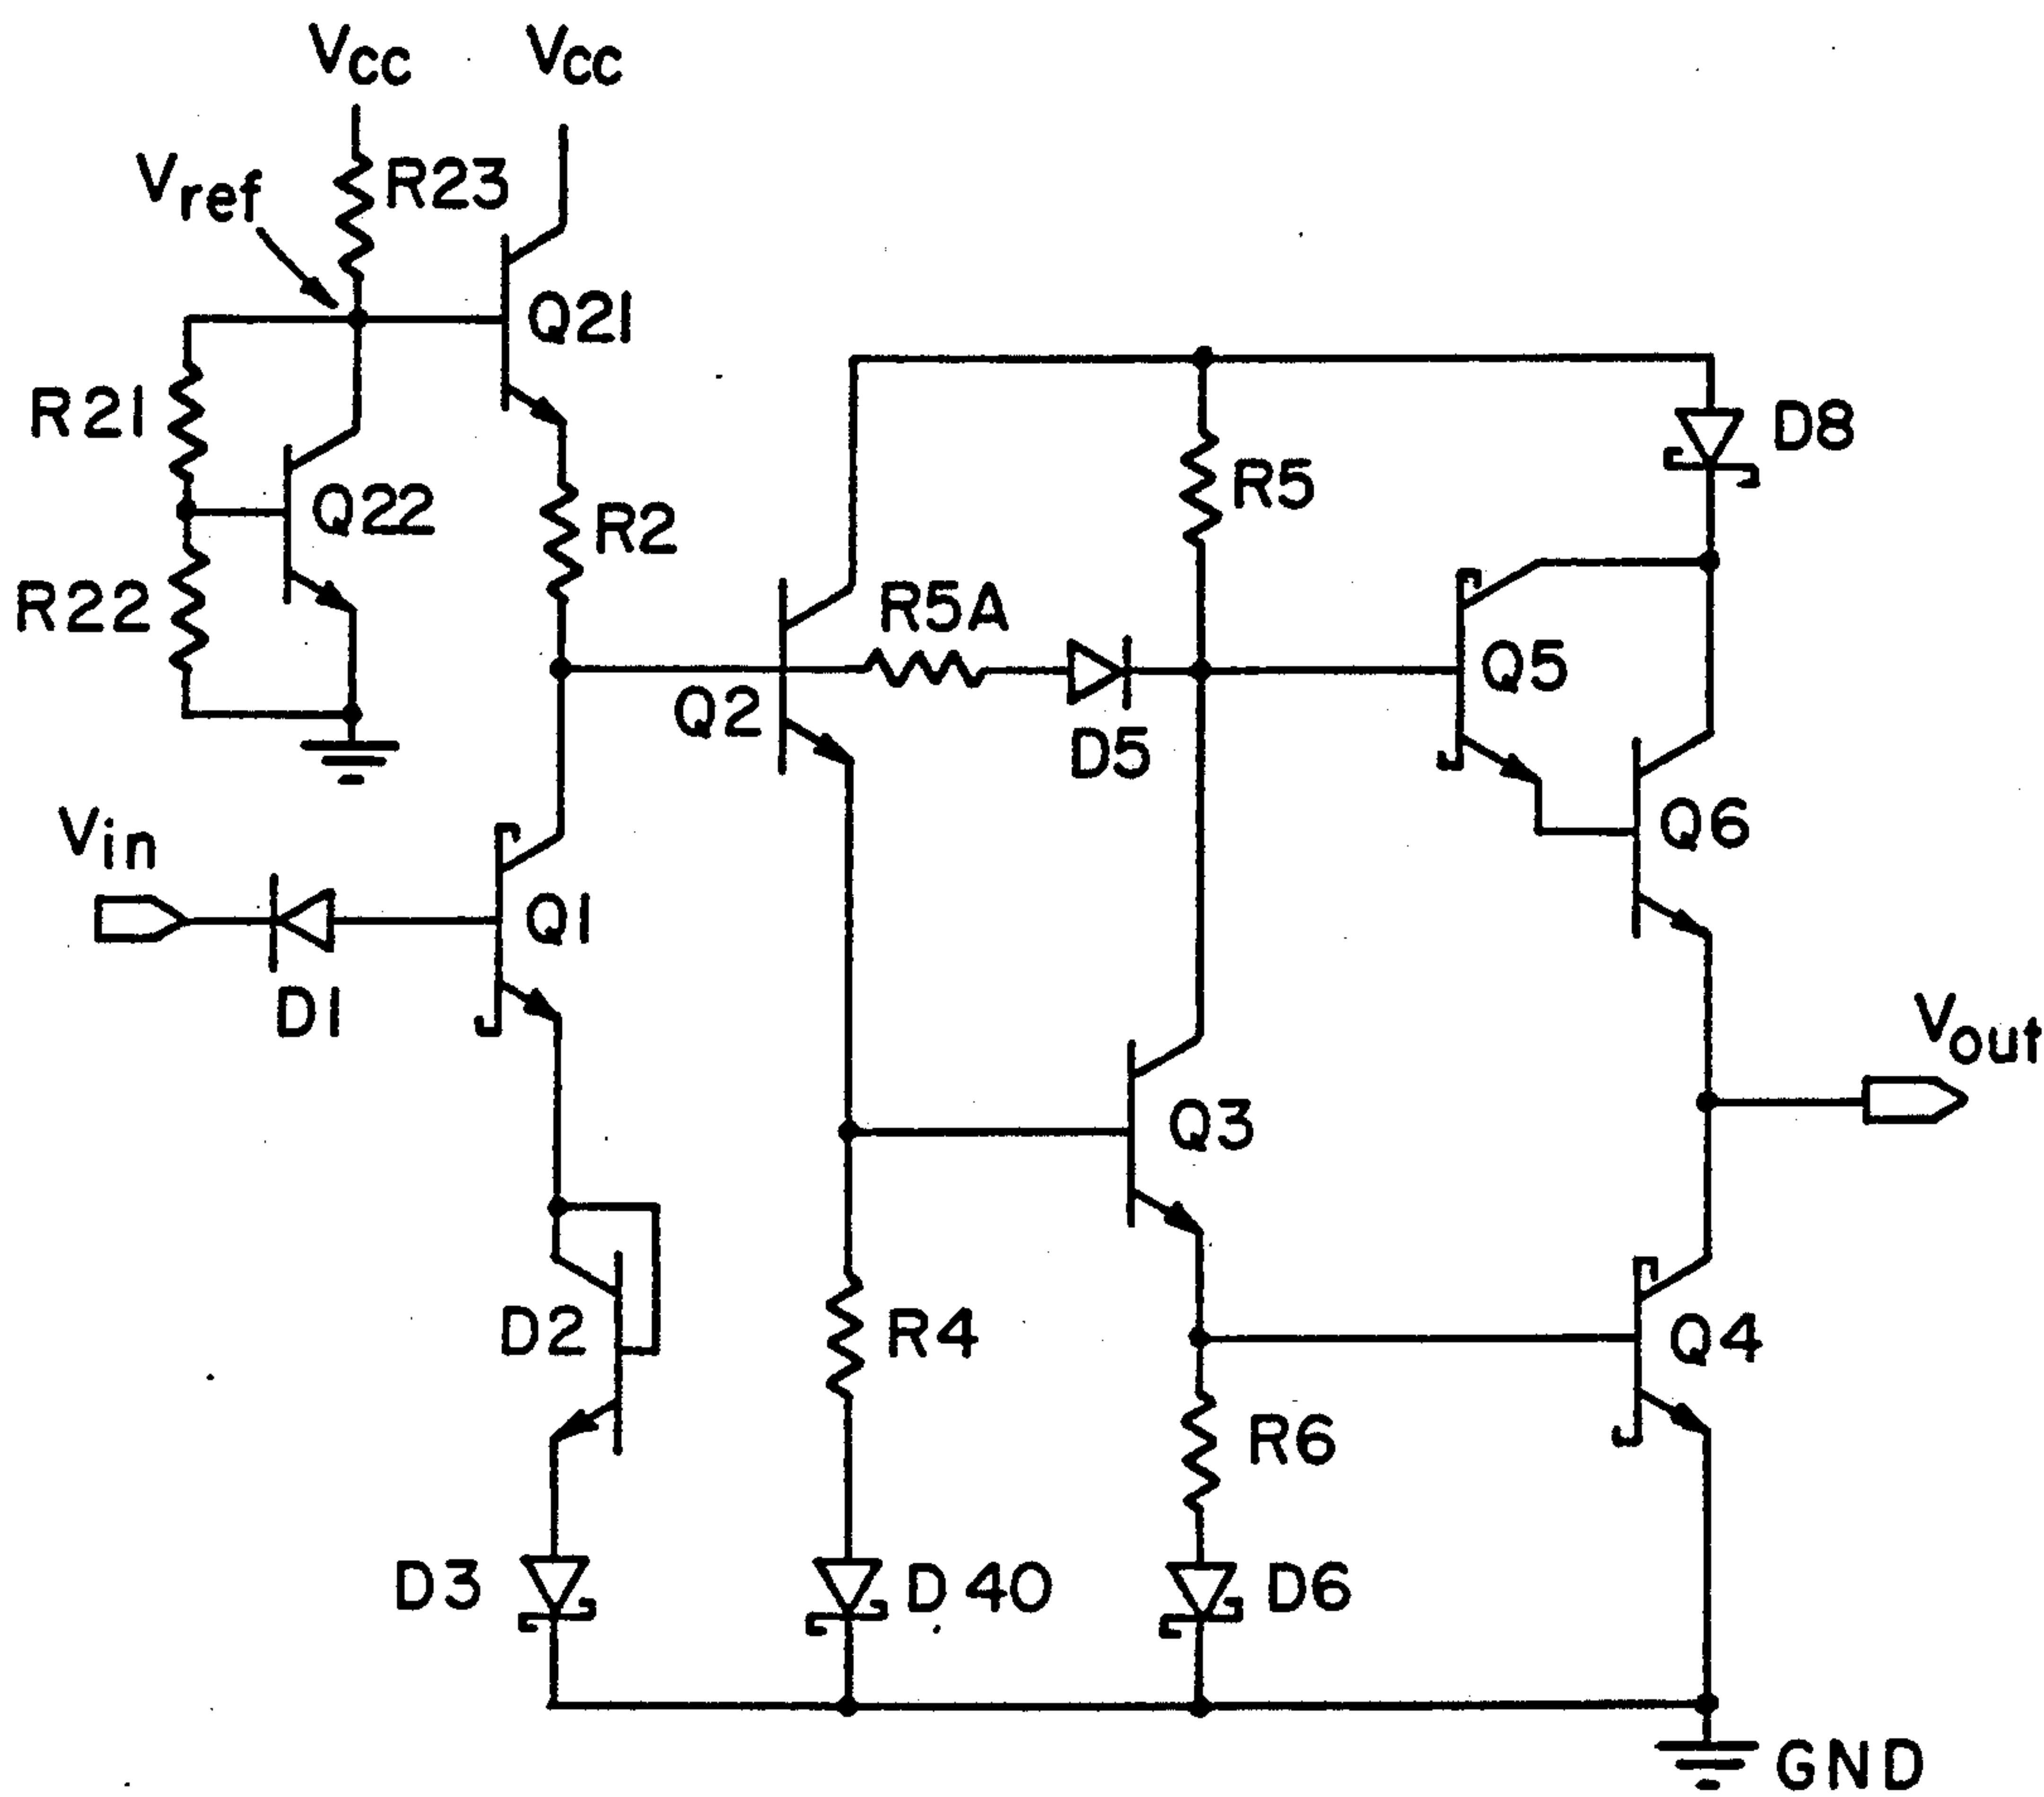 Vcc
Vcc
Vref
R23
Q21
R21
Q22
R2
R22
R5
D8
R5A
Q2
D5
Q5
Q6
Vin
Q1
D1
Vout
Q3
D2
R4
Q4
R6
D3
D40
D6
GND